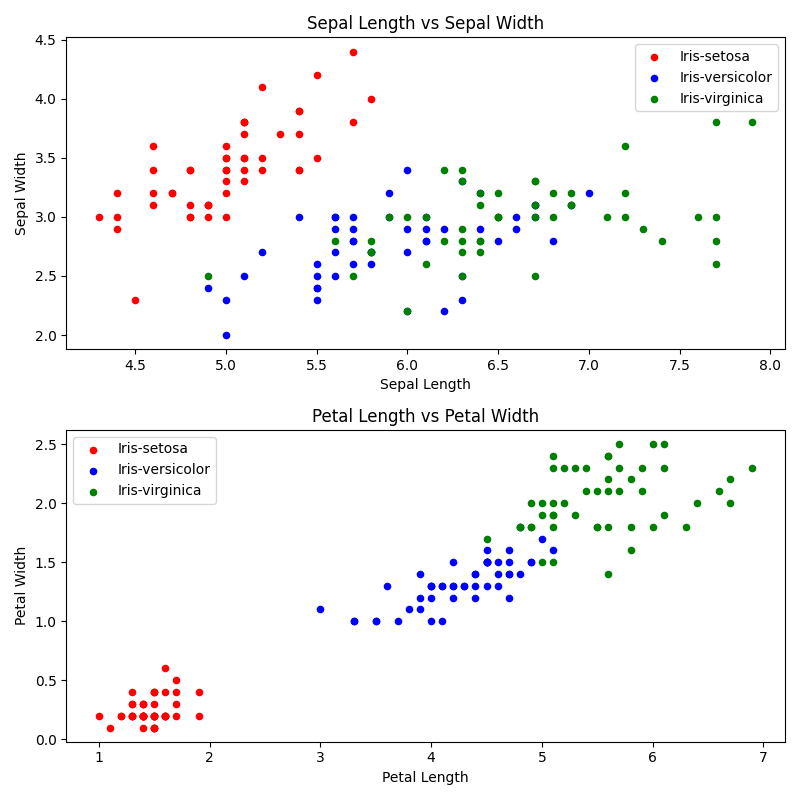 Sepal Length vs Sepal Width
4.5
4.0
3.5
3.0
2.5
2.0
Sepal Width
Iris-setosa
Iris-versicolor
Iris-virginica
4.5 5.0 5.5 6.0 6.5 7.0 7.5 8.0
Sepal Length
Petal Length vs Petal Width
2.5
2.0
1.5
1.0
0.5
0.0
Petal Width
Iris-setosa
Iris-versicolor
Iris-virginica
1 2 3 4 5 6 7
Petal Length